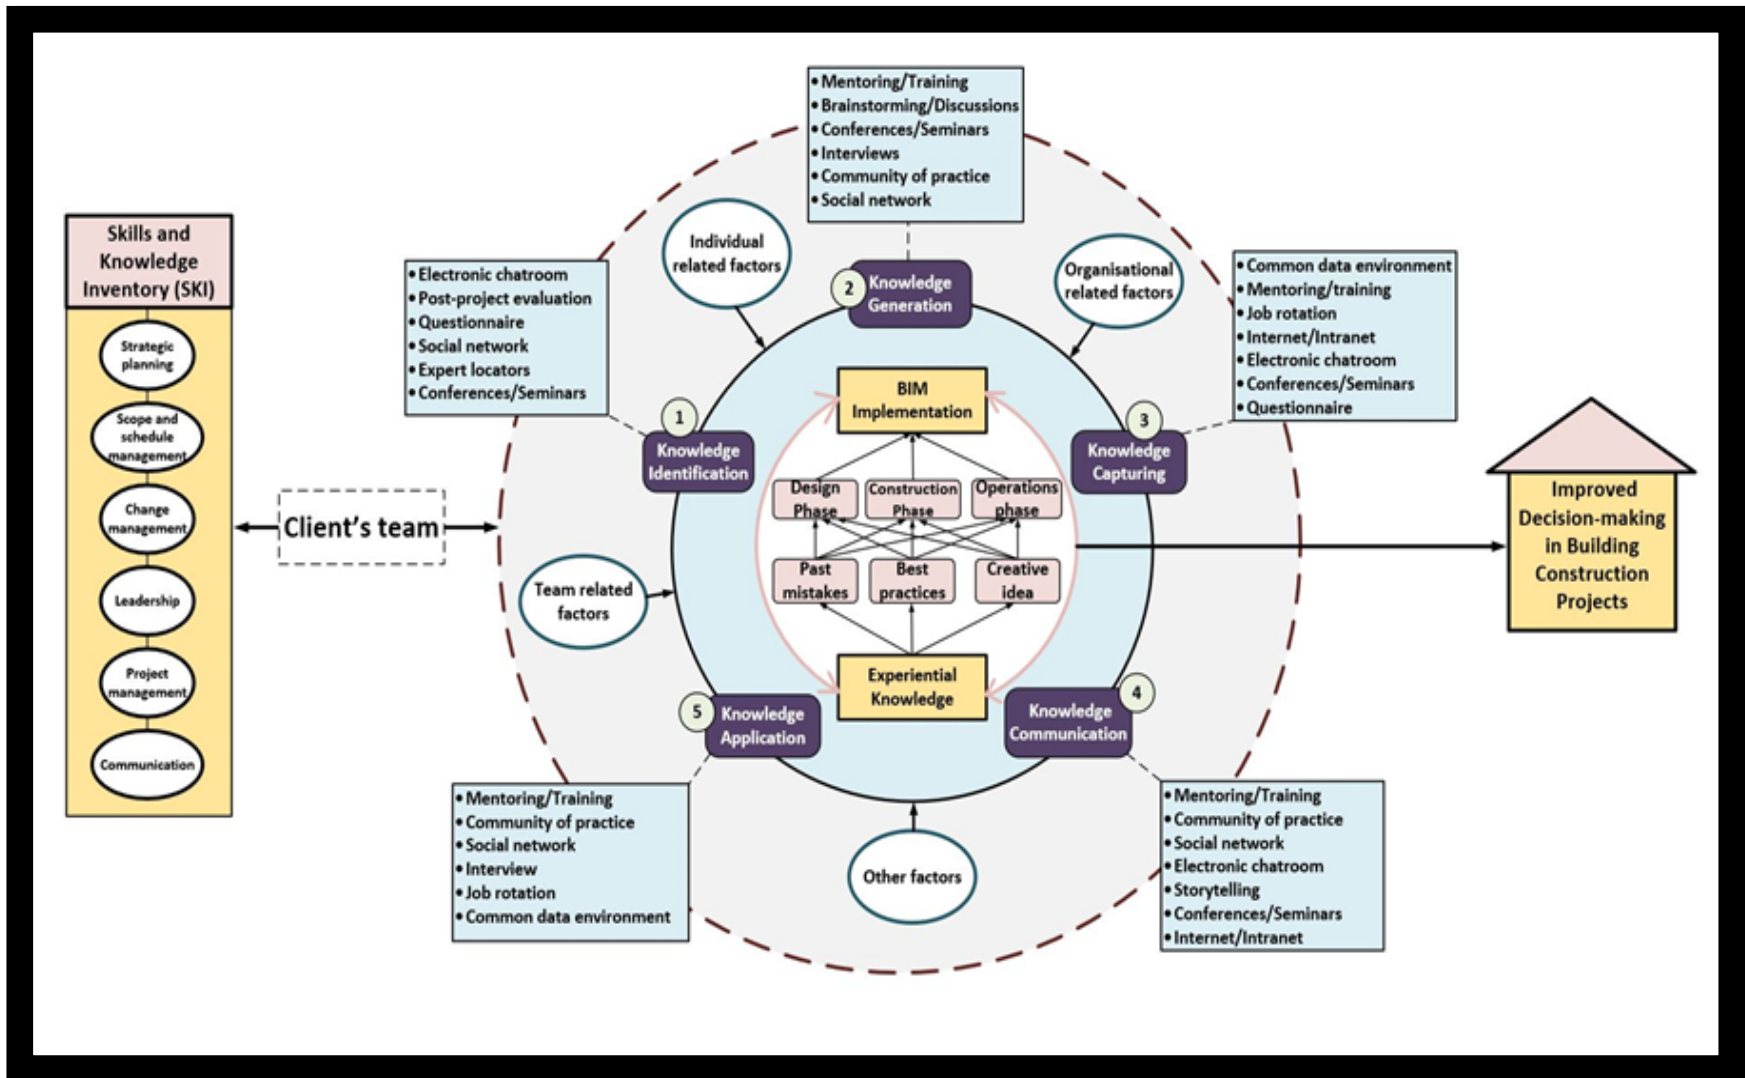 Skills and
Knowledge
Inventory (SKI)
Strategic
planning
Scope and
schedule
management
Change
management
Leadership
Project
management
Communication
Client's team
• Electronic chatroom
• Post-project evaluation
• Questionnaire
• Social network
• Expert locators
• Conferences/Seminars
1
Knowledge
Identification
Individual
related factors
• Mentoring/Training
• Brainstorming/Discussions
• Conferences/Seminars
• Interviews
• Community of practice
• Social network
2
Knowledge
Generation
Organisational
related factors
• Common data environment
• Mentoring/training
• Job rotation
• Internet/Intranet
• Electronic chatroom
• Conferences/Seminars
• Questionnaire
3
Knowledge
Capturing
BIM
Implementation
Design
Phase
Construction
Phase
Operations
phase
Past
mistakes
Best
practices
Creative
idea
Experiential
Knowledge
Team related
factors
4
Knowledge
Communication
• Mentoring/Training
• Community of practice
• Social network
• Electronic chatroom
• Storytelling
• Conferences/Seminars
• Internet/Intranet
5
Knowledge
Application
• Mentoring/Training
• Community of practice
• Social network
• Interview
• Job rotation
• Common data environment
Other factors
Improved
Decision-making
in Building
Construction
Projects